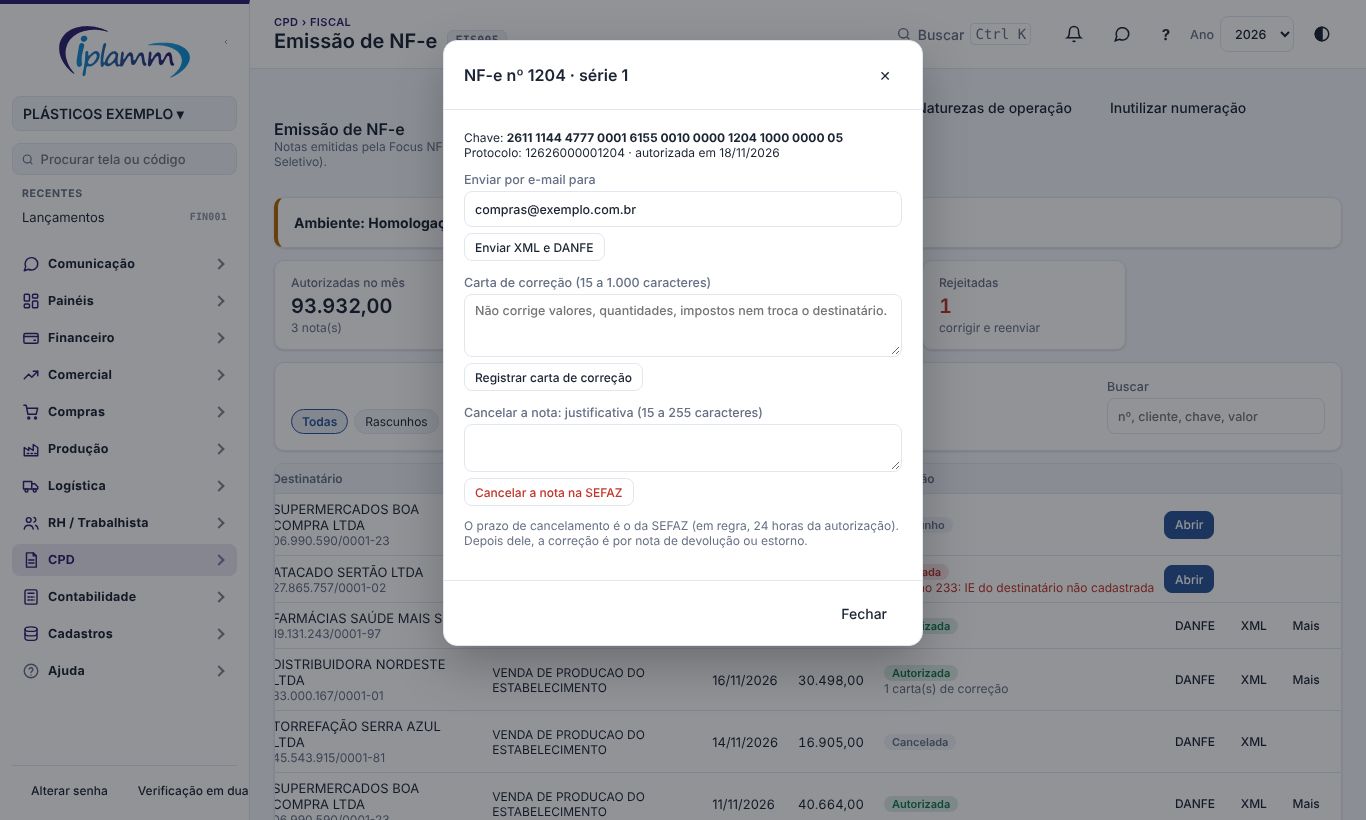 iplamm
PLÁSTICOS EXEMPLO ▾
Procurar tela ou código
RECENTES
Lançamentos FIN001
Comunicação
Painéis
Financeiro
Comercial
Compras
Produção
Logística
RH / Trabalhista
CPD
Contabilidade
Cadastros
Ajuda
Alterar senha Verificação em dua
CPD › FISCAL
Emissão de NF-e
Buscar Ctrl K
? Ano 2026
Naturezas de operação Inutilizar numeração
Emissão de NF-e
Notas emitidas pela Focus NF
Seletivo).
Ambiente: Homologaç
Autorizadas no mês
93.932,00
3 nota(s)
Rejeitadas
1
corrigir e reenviar
Todas Rascunhos
Buscar
nº, cliente, chave, valor
NF-e nº 1204 · série 1
×
Chave: 2611 1144 4777 0001 6155 0010 0000 1204 1000 0000 05
Protocolo: 12626000001204 · autorizada em 18/11/2026
Enviar por e-mail para
compras@exemplo.com.br
Enviar XML e DANFE
Carta de correção (15 a 1.000 caracteres)
Não corrige valores, quantidades, impostos nem troca o destinatário.
Registrar carta de correção
Cancelar a nota: justificativa (15 a 255 caracteres)
Cancelar a nota na SEFAZ
O prazo de cancelamento é o da SEFAZ (em regra, 24 horas da autorização).
Depois dele, a correção é por nota de devolução ou estorno.
Fechar
Destinatário
SUPERMERCADOS BOA
COMPRA LTDA
06.990.590/0001-23
Abrir
ATACADO SERTÃO LTDA
27.865.757/0001-02
233: IE do destinatário não cadastrada
Abrir
FARMÁCIAS SAÚDE MAIS S
19.131.243/0001-97
DANFE XML Mais
DISTRIBUIDORA NORDESTE
LTDA
33.000.167/0001-01
VENDA DE PRODUCAO DO
ESTABELECIMENTO
16/11/2026 30.498,00
Autorizada
1 carta(s) de correção
DANFE XML Mais
TORREFAÇÃO SERRA AZUL
LTDA
45.543.915/0001-81
VENDA DE PRODUCAO DO
ESTABELECIMENTO
14/11/2026 16.905,00
Cancelada
DANFE XML
SUPERMERCADOS BOA
COMPRA LTDA
06.990.590/0001-23
VENDA DE PRODUCAO DO
ESTABELECIMENTO
11/11/2026 40.664,00
Autorizada
DANFE XML Mais